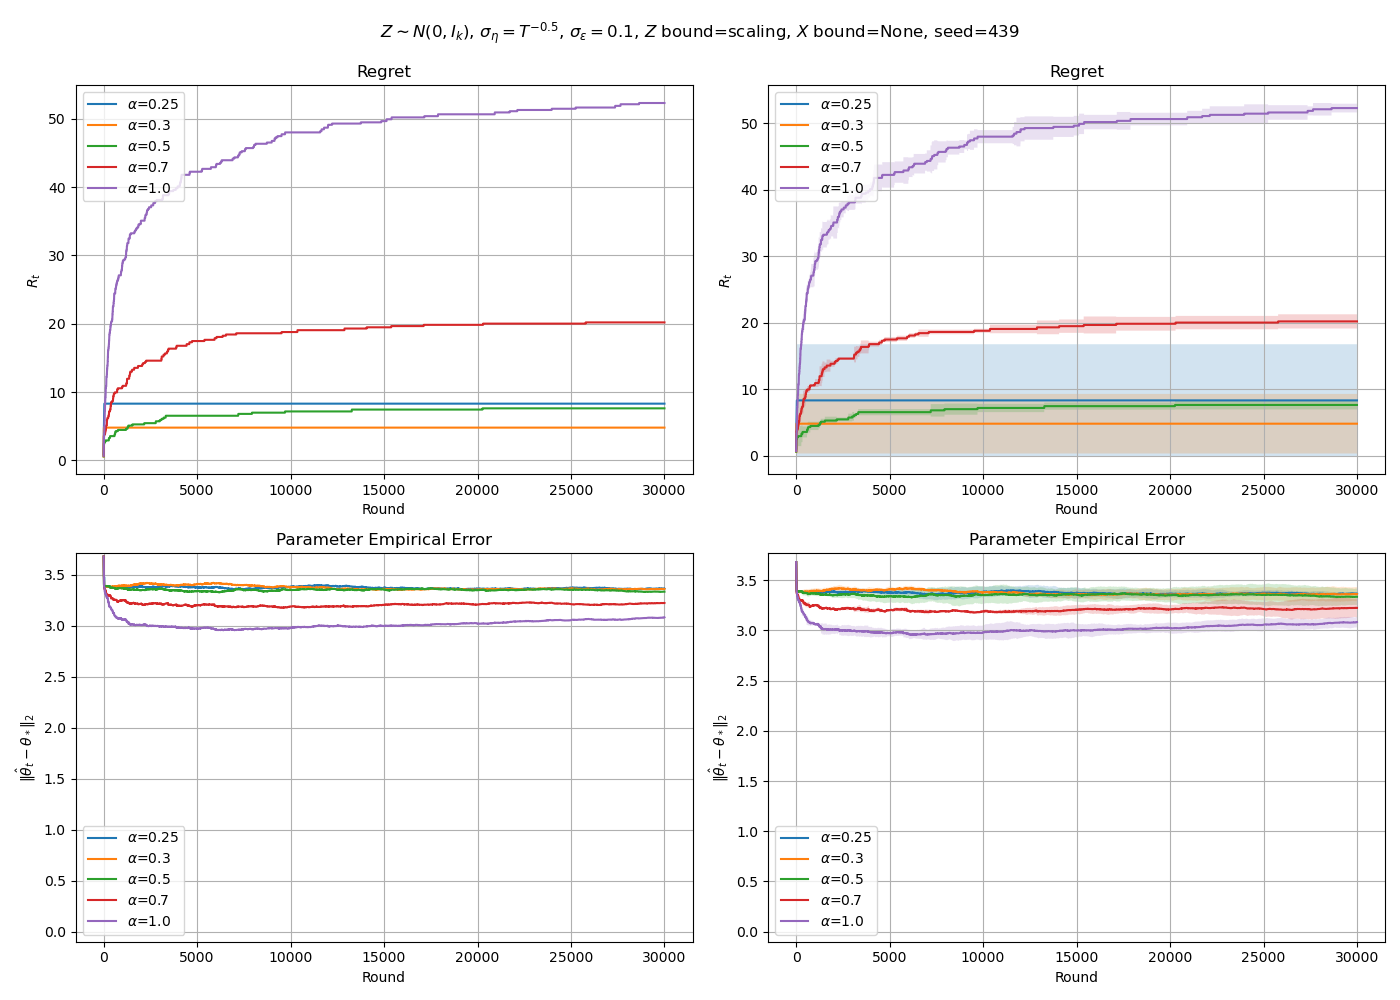 Z ∼ N(0, I_k), σ_η = T^{−0.5}, σ_ε = 0.1, Z bound=scaling, X bound=None, seed=439
Regret
R_t
50
40
30
20
10
0
α=0.25
α=0.3
α=0.5
α=0.7
α=1.0
0 5000 10000 15000 20000 25000 30000
Round
Regret
R_t
50
40
30
20
10
0
α=0.25
α=0.3
α=0.5
α=0.7
α=1.0
0 5000 10000 15000 20000 25000 30000
Round
Parameter Empirical Error
‖θ̂_t − θ_*‖_2
3.5
3.0
2.5
2.0
1.5
1.0
0.5
0.0
α=0.25
α=0.3
α=0.5
α=0.7
α=1.0
0 5000 10000 15000 20000 25000 30000
Round
Parameter Empirical Error
‖θ̂_t − θ_*‖_2
3.5
3.0
2.5
2.0
1.5
1.0
0.5
0.0
α=0.25
α=0.3
α=0.5
α=0.7
α=1.0
0 5000 10000 15000 20000 25000 30000
Round